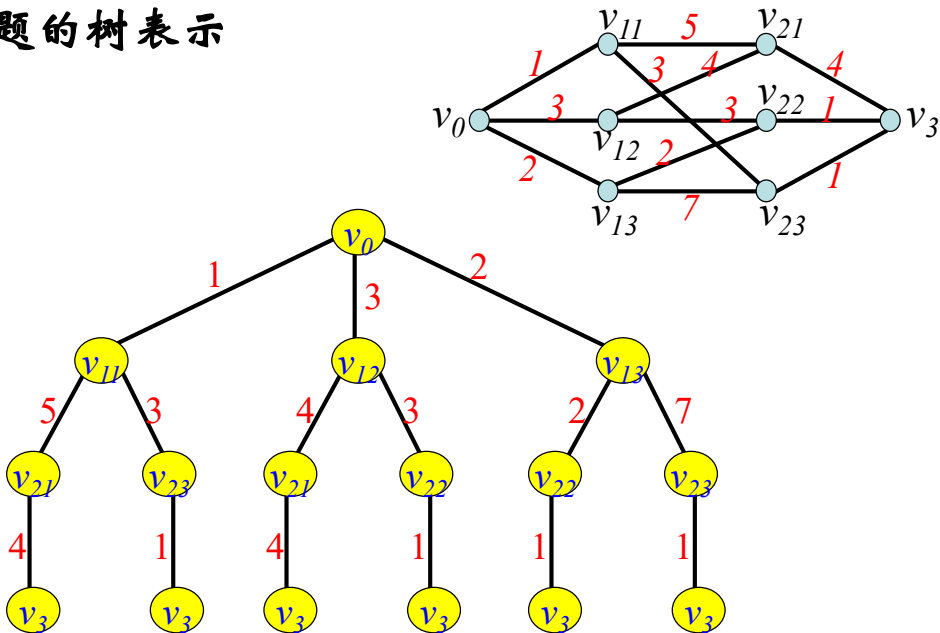 题的树表示
v11 5 v21
1 3 4 4
v0 3 v12 3 v22 1 v3
2 2 1
v13 7 v23
v0
1 3 2
v11 v12 v13
5 3 4 3 2 7
v21 v23 v21 v22 v22 v23
4 1 4 1 1 1
v3 v3 v3 v3 v3 v3